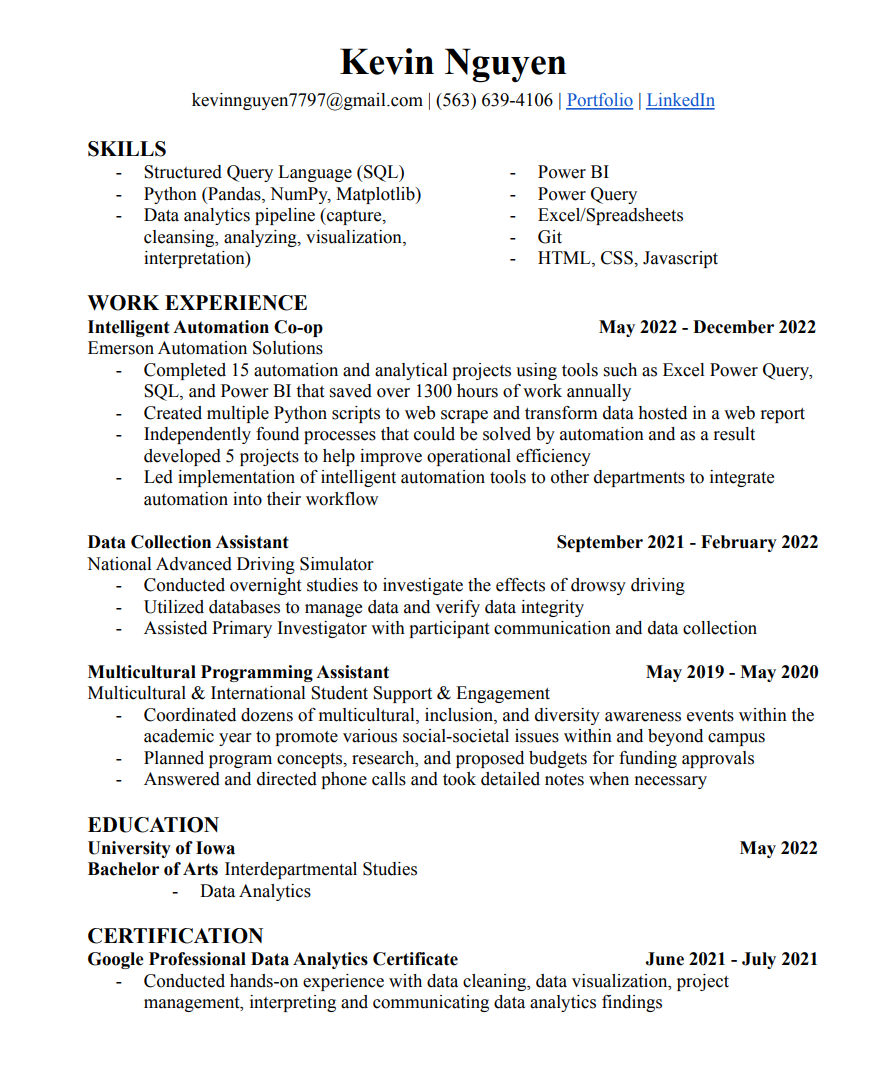 Kevin Nguyen
kevinnguyen7797@gmail.com | (563) 639-4106 | Portfolio | LinkedIn
SKILLS
- Structured Query Language (SQL)
- Python (Pandas, NumPy, Matplotlib)
- Data analytics pipeline (capture,
cleansing, analyzing, visualization,
interpretation)
- Power BI
- Power Query
- Excel/Spreadsheets
- Git
- HTML, CSS, Javascript
WORK EXPERIENCE
Intelligent Automation Co-op May 2022 - December 2022
Emerson Automation Solutions
- Completed 15 automation and analytical projects using tools such as Excel Power Query,
SQL, and Power BI that saved over 1300 hours of work annually
- Created multiple Python scripts to web scrape and transform data hosted in a web report
- Independently found processes that could be solved by automation and as a result
developed 5 projects to help improve operational efficiency
- Led implementation of intelligent automation tools to other departments to integrate
automation into their workflow
Data Collection Assistant September 2021 - February 2022
National Advanced Driving Simulator
- Conducted overnight studies to investigate the effects of drowsy driving
- Utilized databases to manage data and verify data integrity
- Assisted Primary Investigator with participant communication and data collection
Multicultural Programming Assistant May 2019 - May 2020
Multicultural & International Student Support & Engagement
- Coordinated dozens of multicultural, inclusion, and diversity awareness events within the
academic year to promote various social-societal issues within and beyond campus
- Planned program concepts, research, and proposed budgets for funding approvals
- Answered and directed phone calls and took detailed notes when necessary
EDUCATION
University of Iowa May 2022
Bachelor of Arts Interdepartmental Studies
- Data Analytics
CERTIFICATION
Google Professional Data Analytics Certificate June 2021 - July 2021
- Conducted hands-on experience with data cleaning, data visualization, project
management, interpreting and communicating data analytics findings